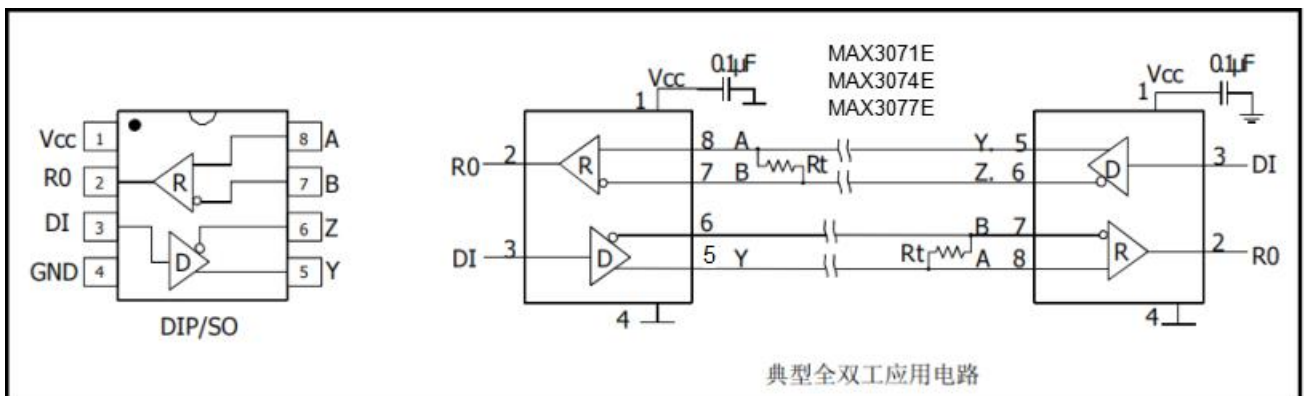 Vcc 1
R0 2
DI 3
GND 4
8 A
7 B
6 Z
5 Y
R
D
DIP/SO
MAX3071E
MAX3074E
MAX3077E
Vcc 0.1μF
1
R0 2
R
8 A
7 B
Rt
DI 3
D
6
5 Y
4
Vcc 0.1μF
1
Y. 5
Z. 6
D
3 DI
B 7
Rt
A 8
R
2 R0
4
典型全双工应用电路